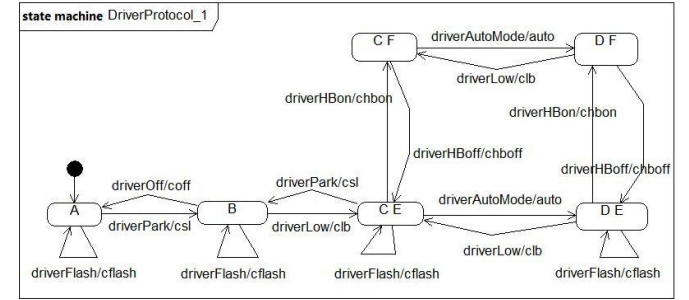 state machine DriverProtocol_1
C F
driverAutoMode/auto
D F
driverLow/clb
driverHBon/chbon
driverHBon/chbon
driverHBoff/chboff
driverHBoff/chboff
driverOff/coff
driverPark/csl
driverAutoMode/auto
A
B
C E
D E
driverPark/csl
driverLow/clb
driverLow/clb
driverFlash/cflash
driverFlash/cflash
driverFlash/cflash
driverFlash/cflash